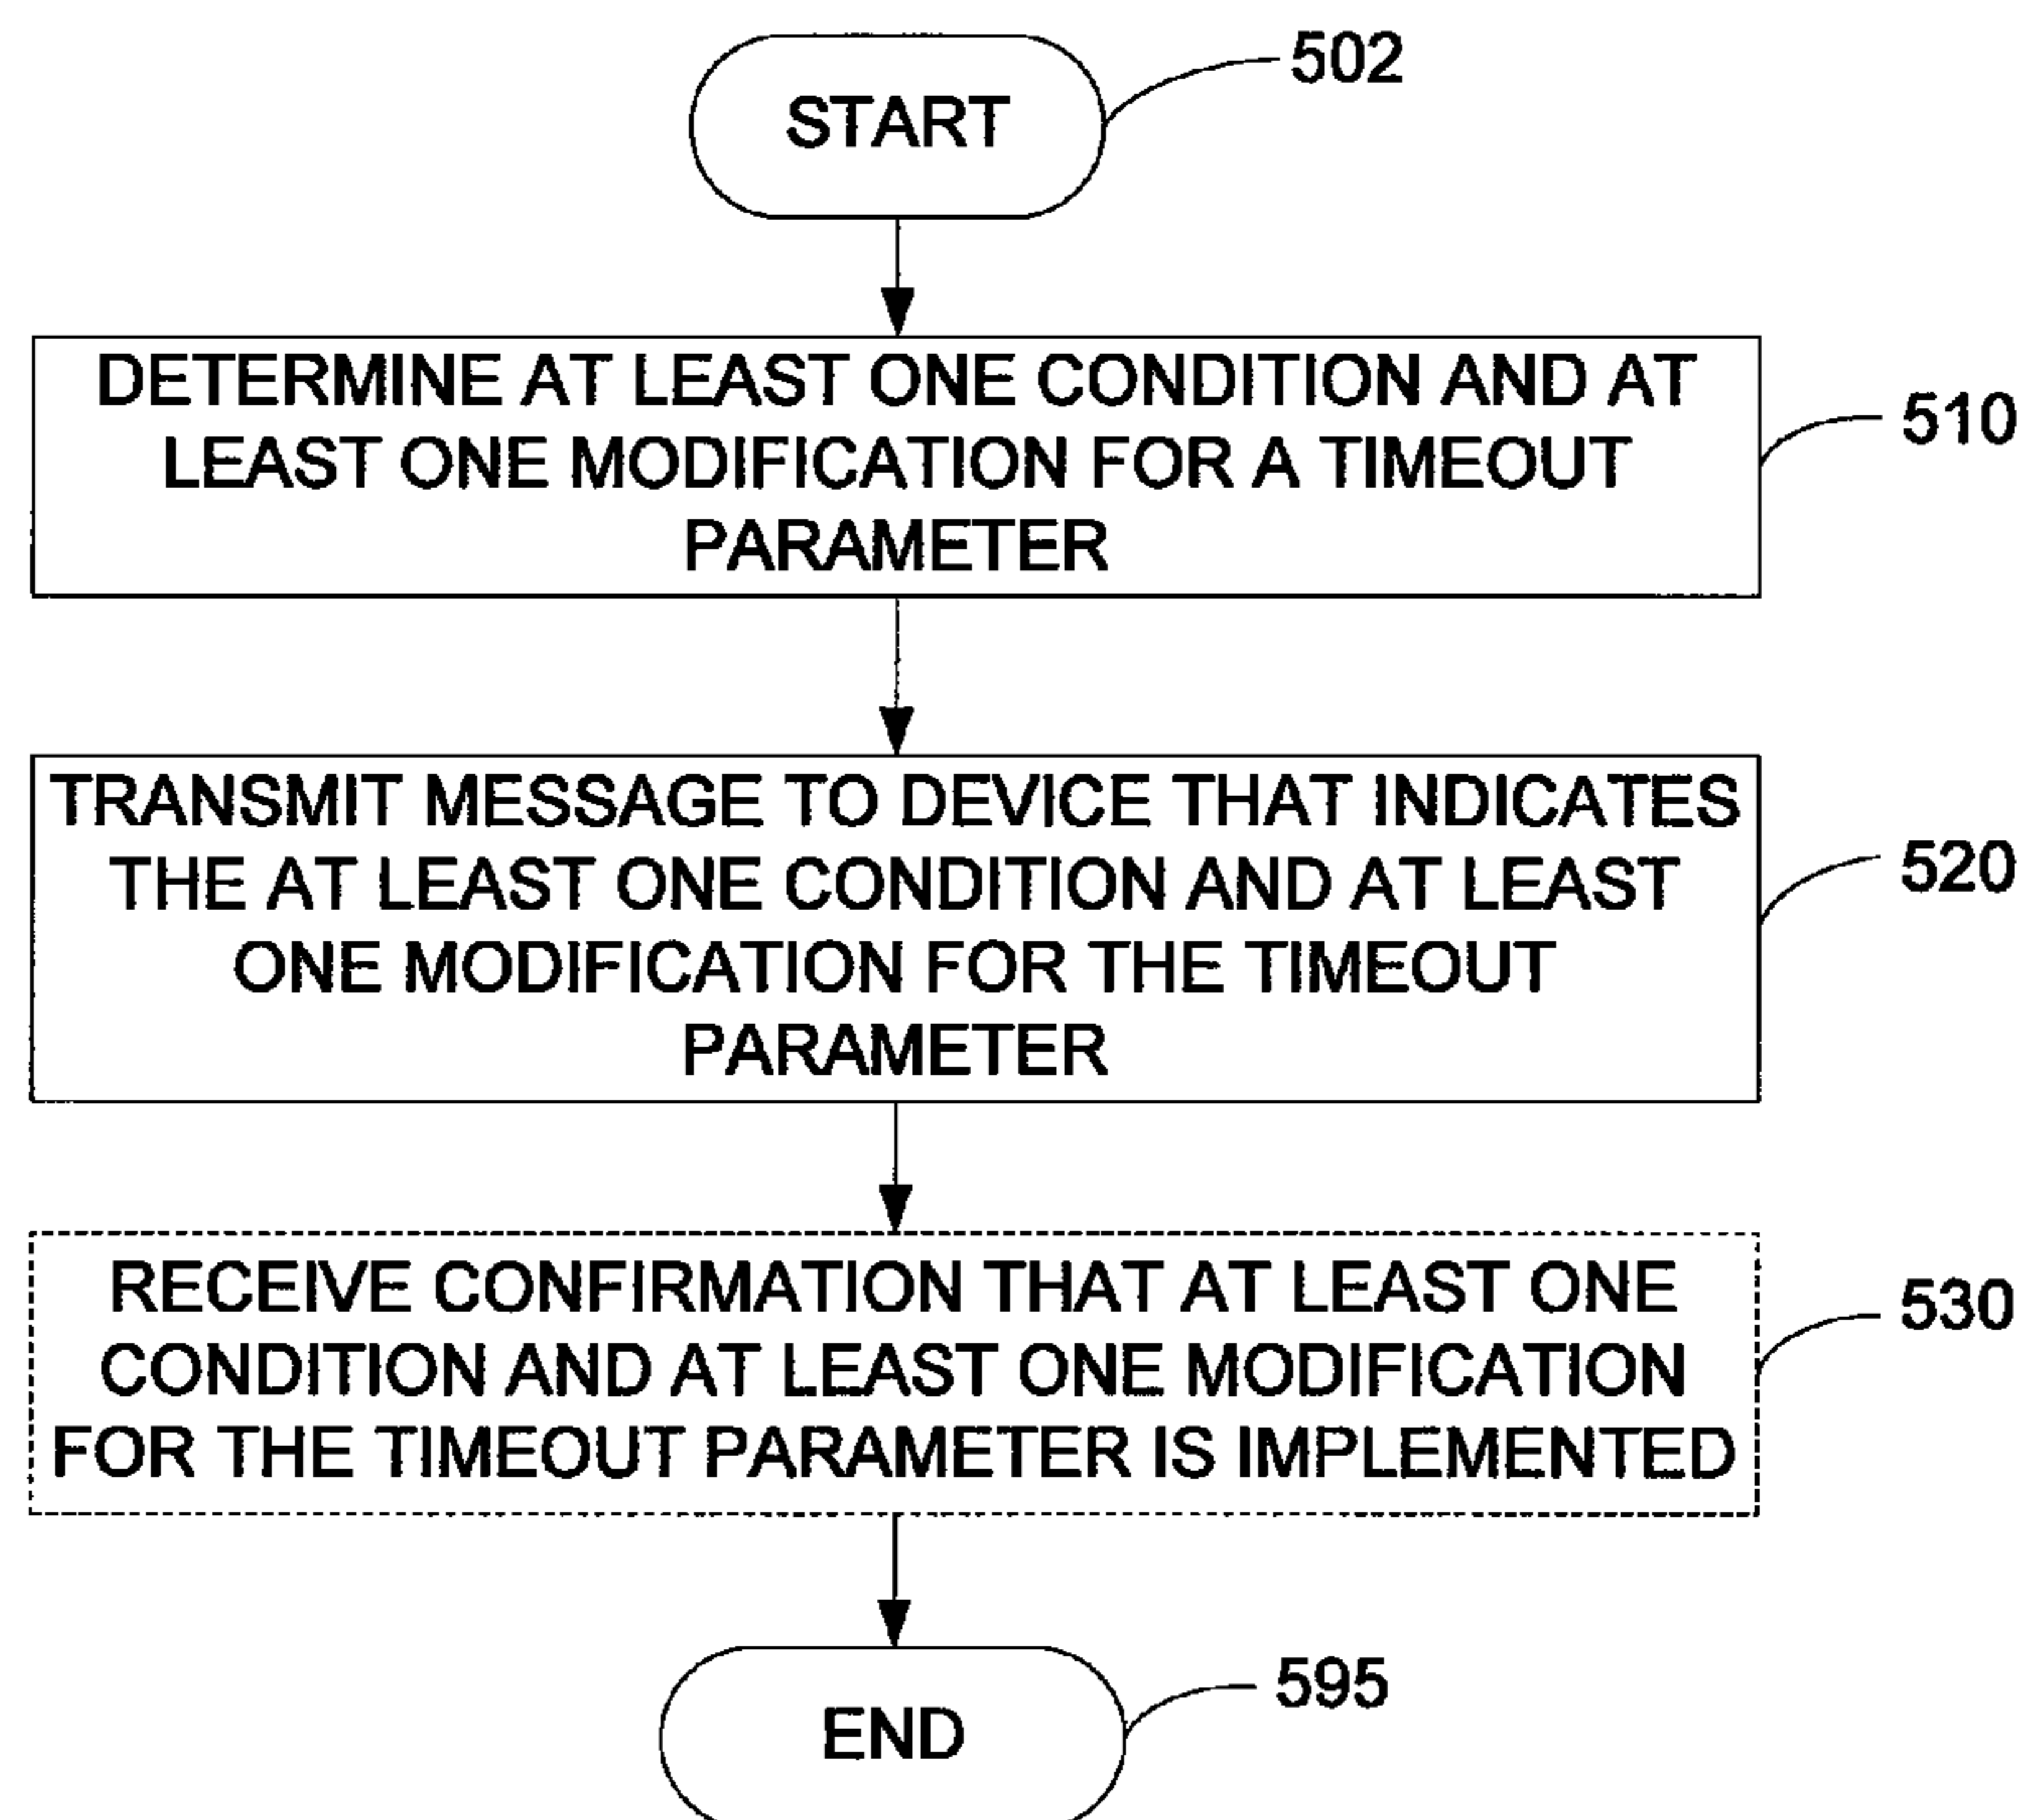 START
502
DETERMINE AT LEAST ONE CONDITION AND AT
LEAST ONE MODIFICATION FOR A TIMEOUT
PARAMETER
510
TRANSMIT MESSAGE TO DEVICE THAT INDICATES
THE AT LEAST ONE CONDITION AND AT LEAST
ONE MODIFICATION FOR THE TIMEOUT
PARAMETER
520
RECEIVE CONFIRMATION THAT AT LEAST ONE
CONDITION AND AT LEAST ONE MODIFICATION
FOR THE TIMEOUT PARAMETER IS IMPLEMENTED
530
END
595